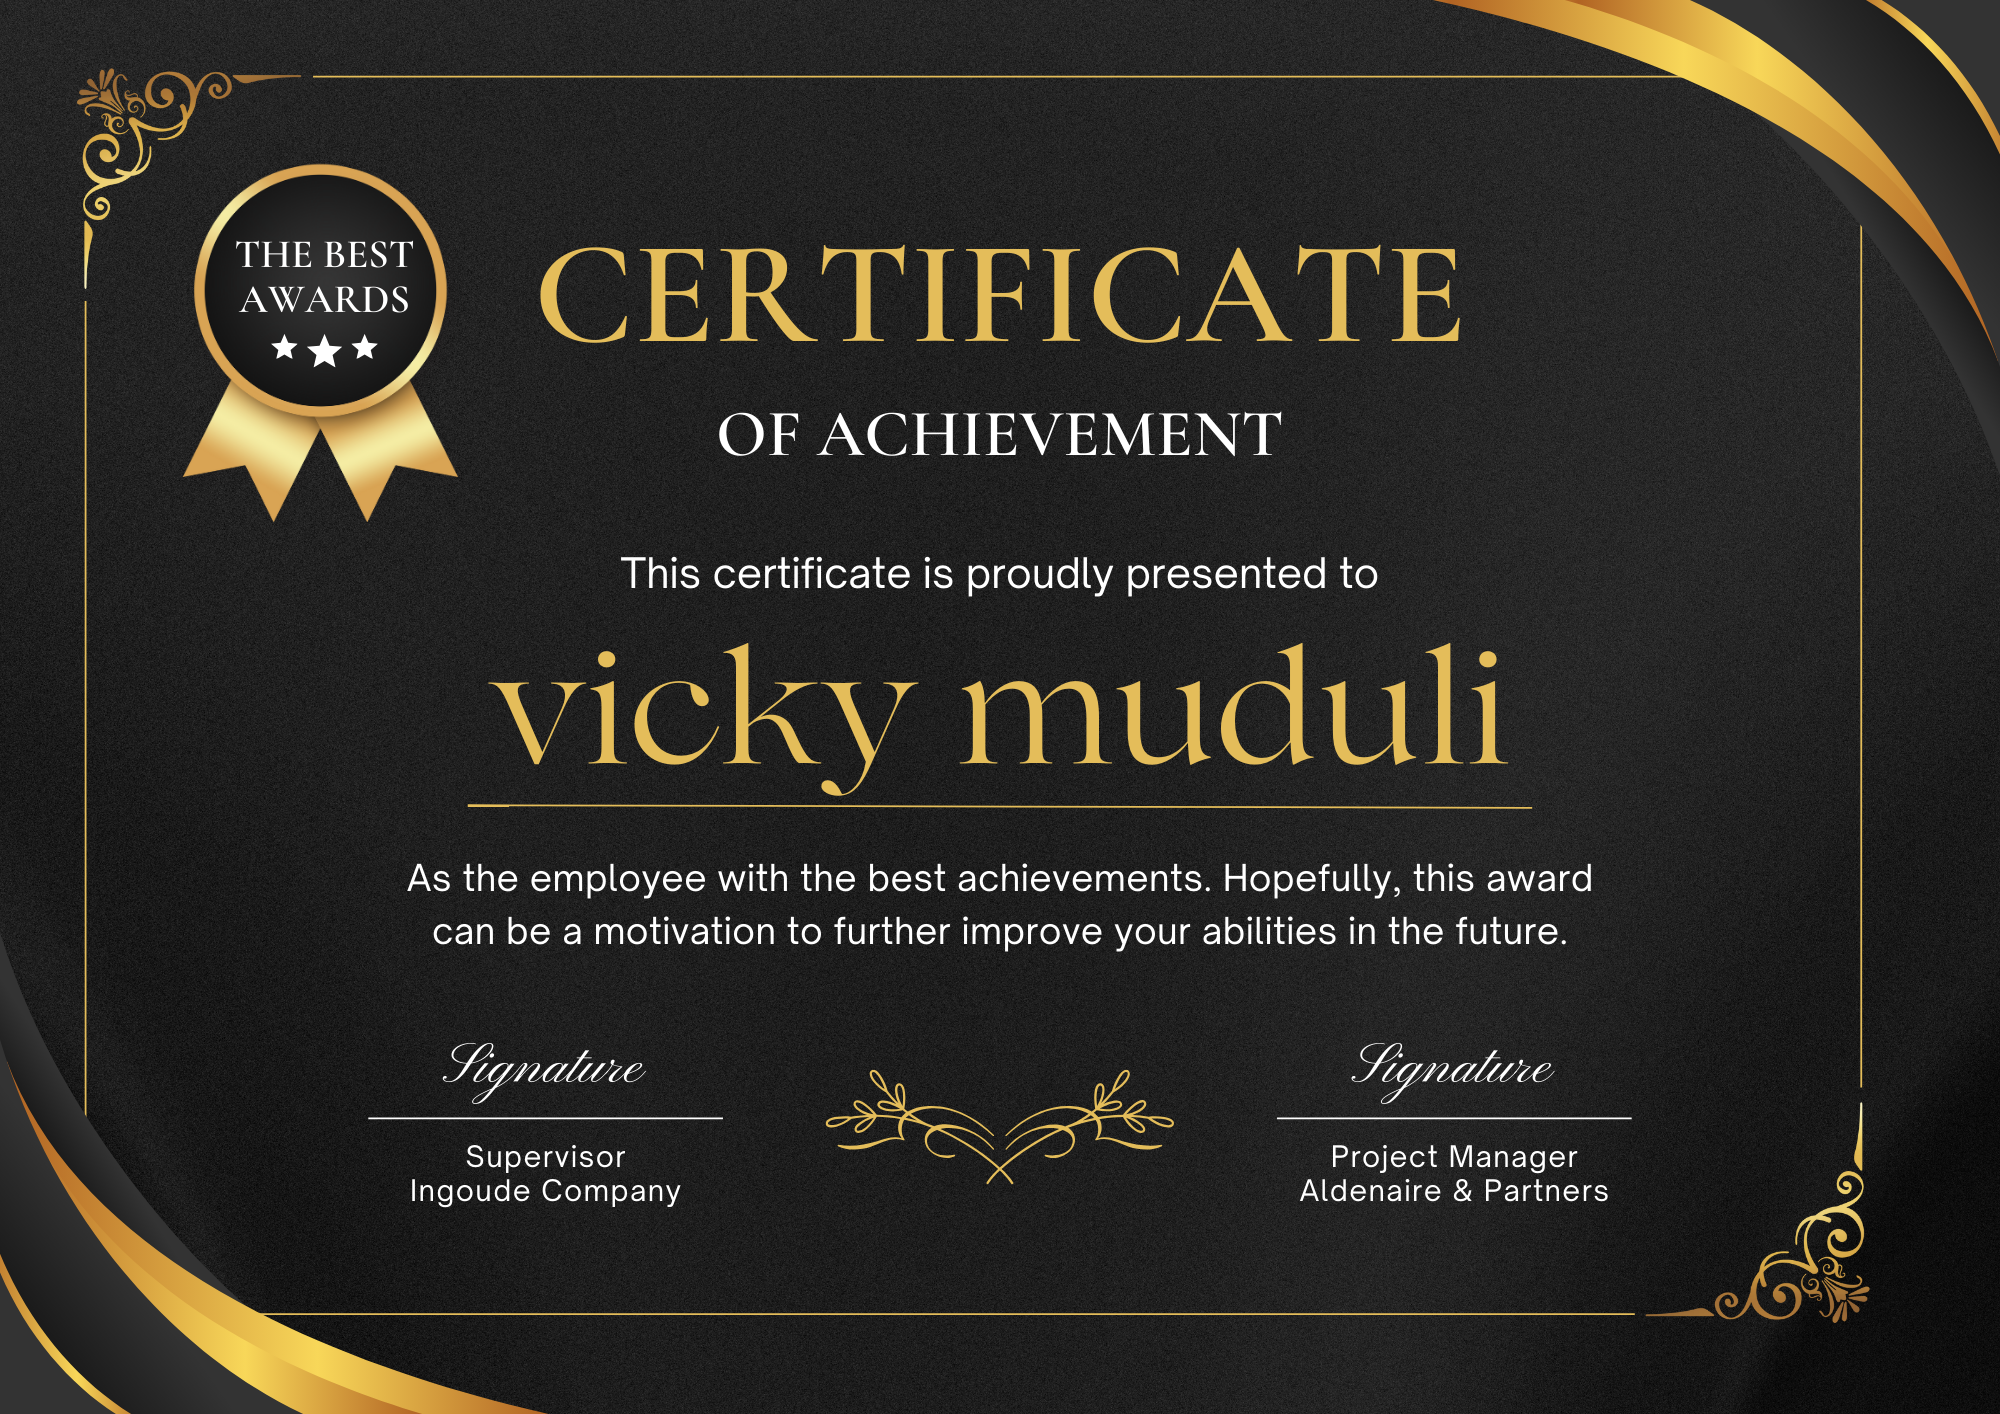 THE BEST
AWARDS
CERTIFICATE
OF ACHIEVEMENT
This certificate is proudly presented to
vicky muduli
As the employee with the best achievements. Hopefully, this award
can be a motivation to further improve your abilities in the future.
Signature
Supervisor
Ingoude Company
Signature
Project Manager
Aldenaire & Partners